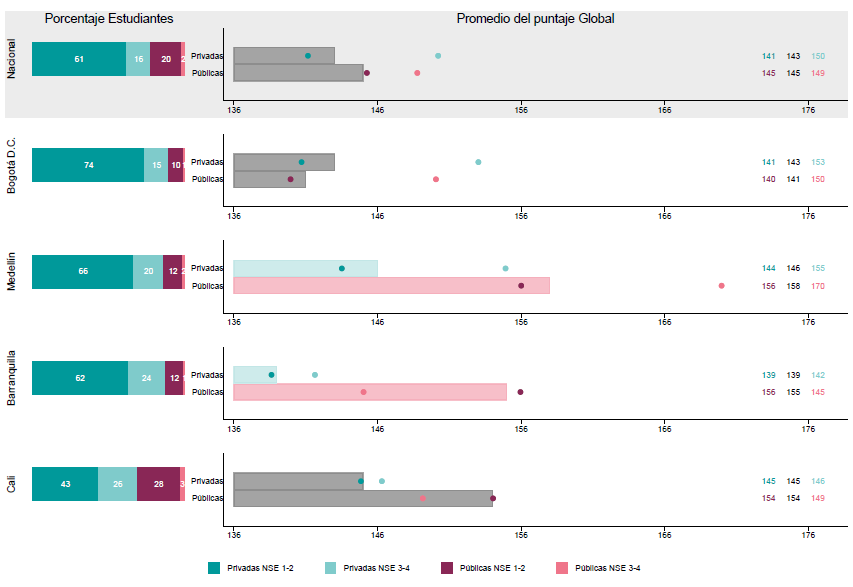 Porcentaje Estudiantes
Promedio del puntaje Global
Nacional
61 16 20 2
Privadas
Públicas
141 143 150
145 145 149
136 146 156 166 176
Bogotá D.C.
74 15 10 1
Privadas
Públicas
141 143 153
140 141 150
136 146 156 166 176
Medellín
66 20 12 2
Privadas
Públicas
144 146 155
156 158 170
136 146 156 166 176
Barranquilla
62 24 12 1
Privadas
Públicas
139 139 142
156 155 145
136 146 156 166 176
Cali
43 26 28 3
Privadas
Públicas
145 145 146
154 154 149
136 146 156 166 176
Privadas NSE 1-2 Privadas NSE 3-4 Públicas NSE 1-2 Públicas NSE 3-4